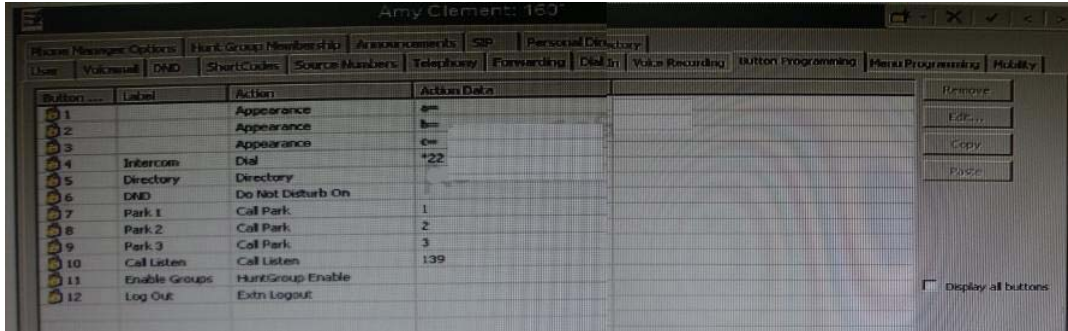 Amy Clement: 160*
Phone Manager Options Hunt Group Membership Announcements SIP Personal Directory
User Voicemail DND ShortCodes Source Numbers Telephony Forwarding Dial In Voice Recording Button Programming Menu Programming Mobility
Button ... Label Action Action Data
1 Appearance a=
2 Appearance b=
3 Appearance c=
4 Intercom Dial *22
5 Directory Directory
6 DND Do Not Disturb On
7 Park 1 Call Park 1
8 Park 2 Call Park 2
9 Park 3 Call Park 3
10 Call Listen Call Listen 139
11 Enable Groups HuntGroup Enable
12 Log Out Extn Logout
Remove
Edit...
Copy
Paste
Display all buttons